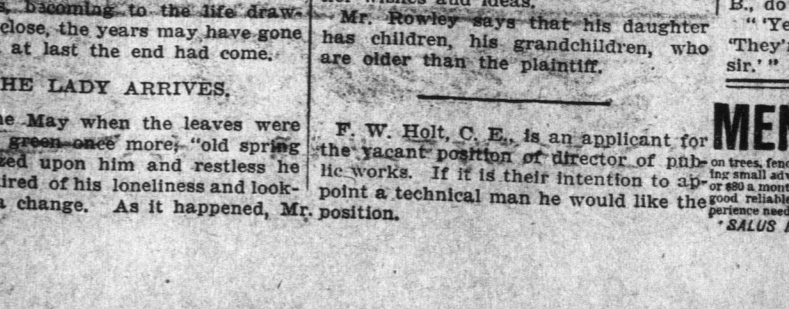 becoming to the life draw-
close, the years may have gone
at last the end had come.
HE LADY ARRIVES.
e May when the leaves were
green once more; "old spring
zed upon him and restless he
ired of his loneliness and look-
a change. As it happened, Mr.
her wishes and ideas.
Mr. Rowley says that his daughter
has children, his grandchildren, who
are older than the plaintiff.
F. W. Holt, C. E., is an applicant for
the vacant position of director of pub-
lic works. If it is their intention to ap-
point a technical man he would like the
position.
B., do
" 'Ye
'They'r
sir.' "
MEN
on trees, fenc
ing small adv
or $80 a mont
good reliable
perience need
SALUS